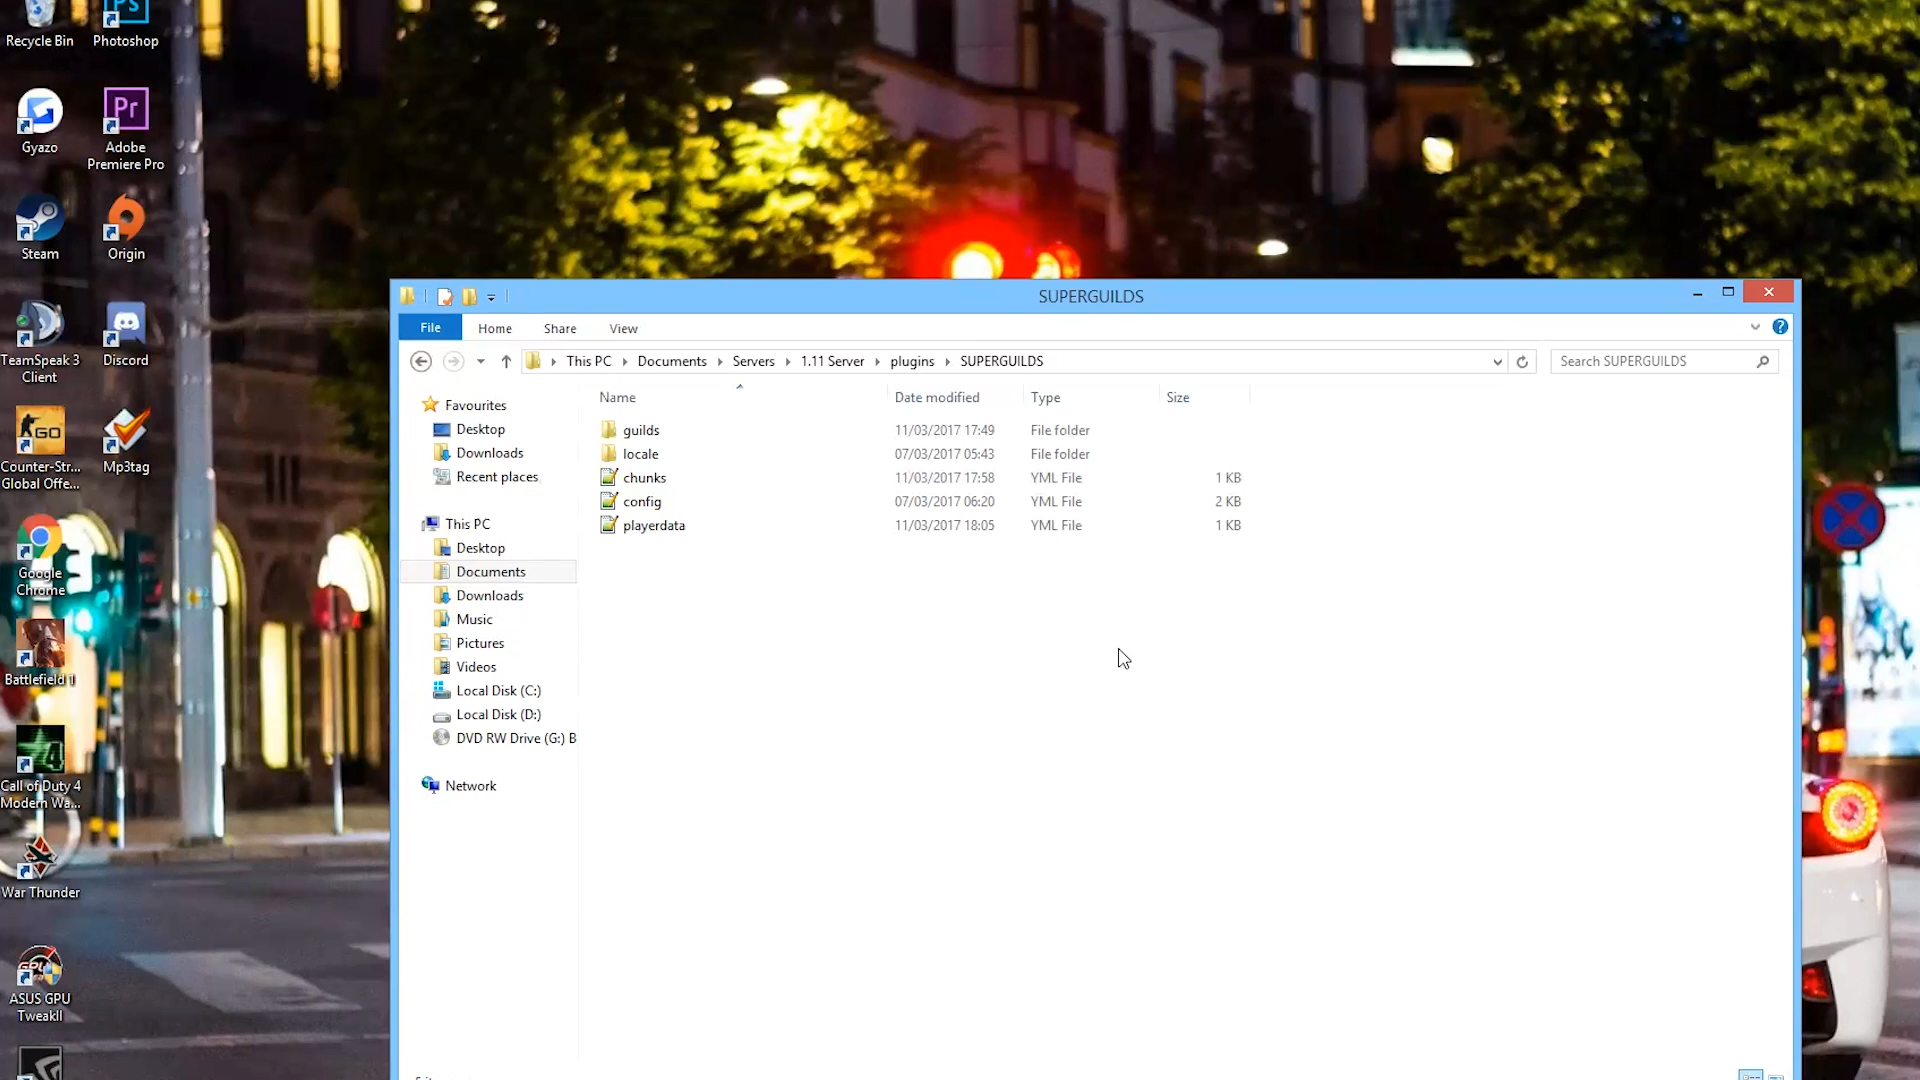 Recycle Bin
Photoshop
Gyazo
Adobe
Premiere Pro
Steam
Origin
TeamSpeak 3
Client
Discord
Counter-Str...
Global Offe...
Mp3tag
Google
Chrome
Battlefield 1
Call of Duty 4
Modern Wa...
War Thunder
ASUS GPU
TweakII
SUPERGUILDS
File
Home
Share
View
This PC
Documents
Servers
1.11 Server
plugins
SUPERGUILDS
Search SUPERGUILDS
Favourites
Desktop
Downloads
Recent places
This PC
Desktop
Documents
Downloads
Music
Pictures
Videos
Local Disk (C:)
Local Disk (D:)
DVD RW Drive (G:) B
Network
Name Date modified Type Size
guilds 11/03/2017 17:49 File folder
locale 07/03/2017 05:43 File folder
chunks 11/03/2017 17:58 YML File 1 KB
config 07/03/2017 06:20 YML File 2 KB
playerdata 11/03/2017 18:05 YML File 1 KB